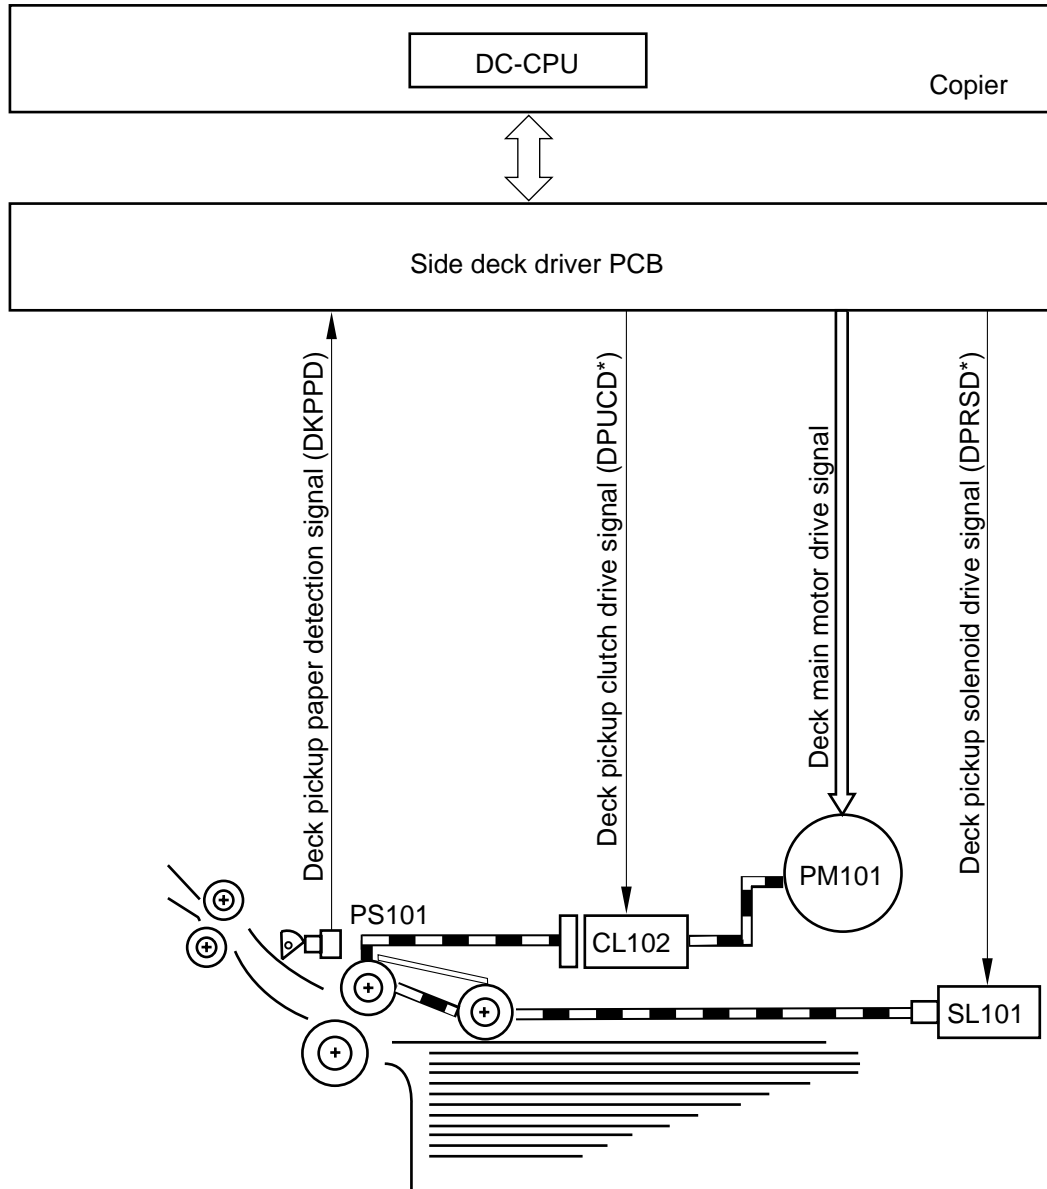 DC-CPU
Copier
Side deck driver PCB
Deck pickup paper detection signal (DKPPD)
Deck pickup clutch drive signal (DPUCD*)
Deck main motor drive signal
Deck pickup solenoid drive signal (DPRSD*)
PM101
PS101
CL102
SL101